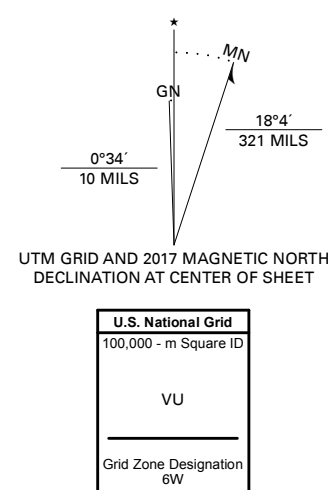 ★
MN
GN
18°4´
321 MILS
0°34´
10 MILS
UTM GRID AND 2017 MAGNETIC NORTH
DECLINATION AT CENTER OF SHEET
U.S. National Grid
100,000 - m Square ID
VU
Grid Zone Designation
6W